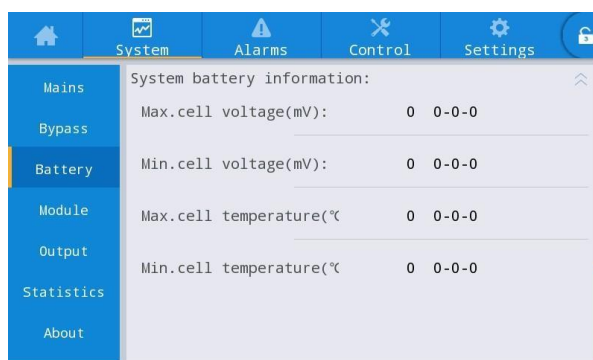 System
Alarms
Control
Settings
3
Mains
Bypass
Battery
Module
Output
Statistics
About
System battery information:
Max.cell voltage(mV): 0 0-0-0
Min.cell voltage(mV): 0 0-0-0
Max.cell temperature(℃ 0 0-0-0
Min.cell temperature(℃ 0 0-0-0